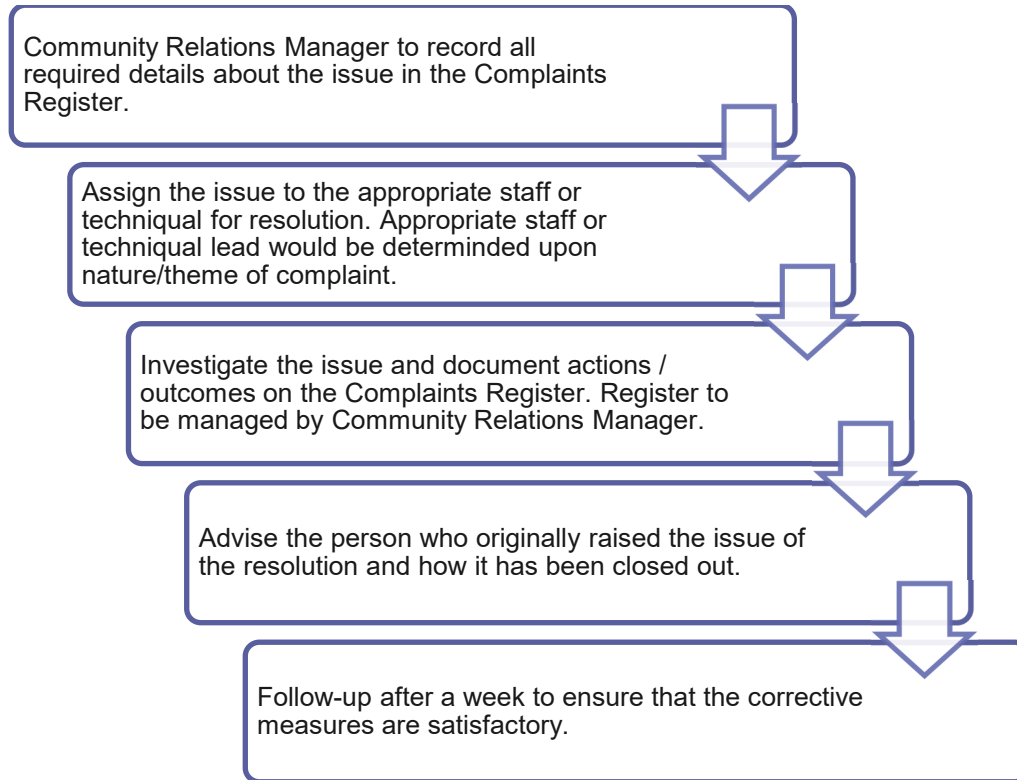 Community Relations Manager to record all
required details about the issue in the Complaints
Register.
Assign the issue to the appropriate staff or
techniqual for resolution. Appropriate staff or
techniqual lead would be determinded upon
nature/theme of complaint.
Investigate the issue and document actions /
outcomes on the Complaints Register. Register to
be managed by Community Relations Manager.
Advise the person who originally raised the issue of
the resolution and how it has been closed out.
Follow-up after a week to ensure that the corrective
measures are satisfactory.